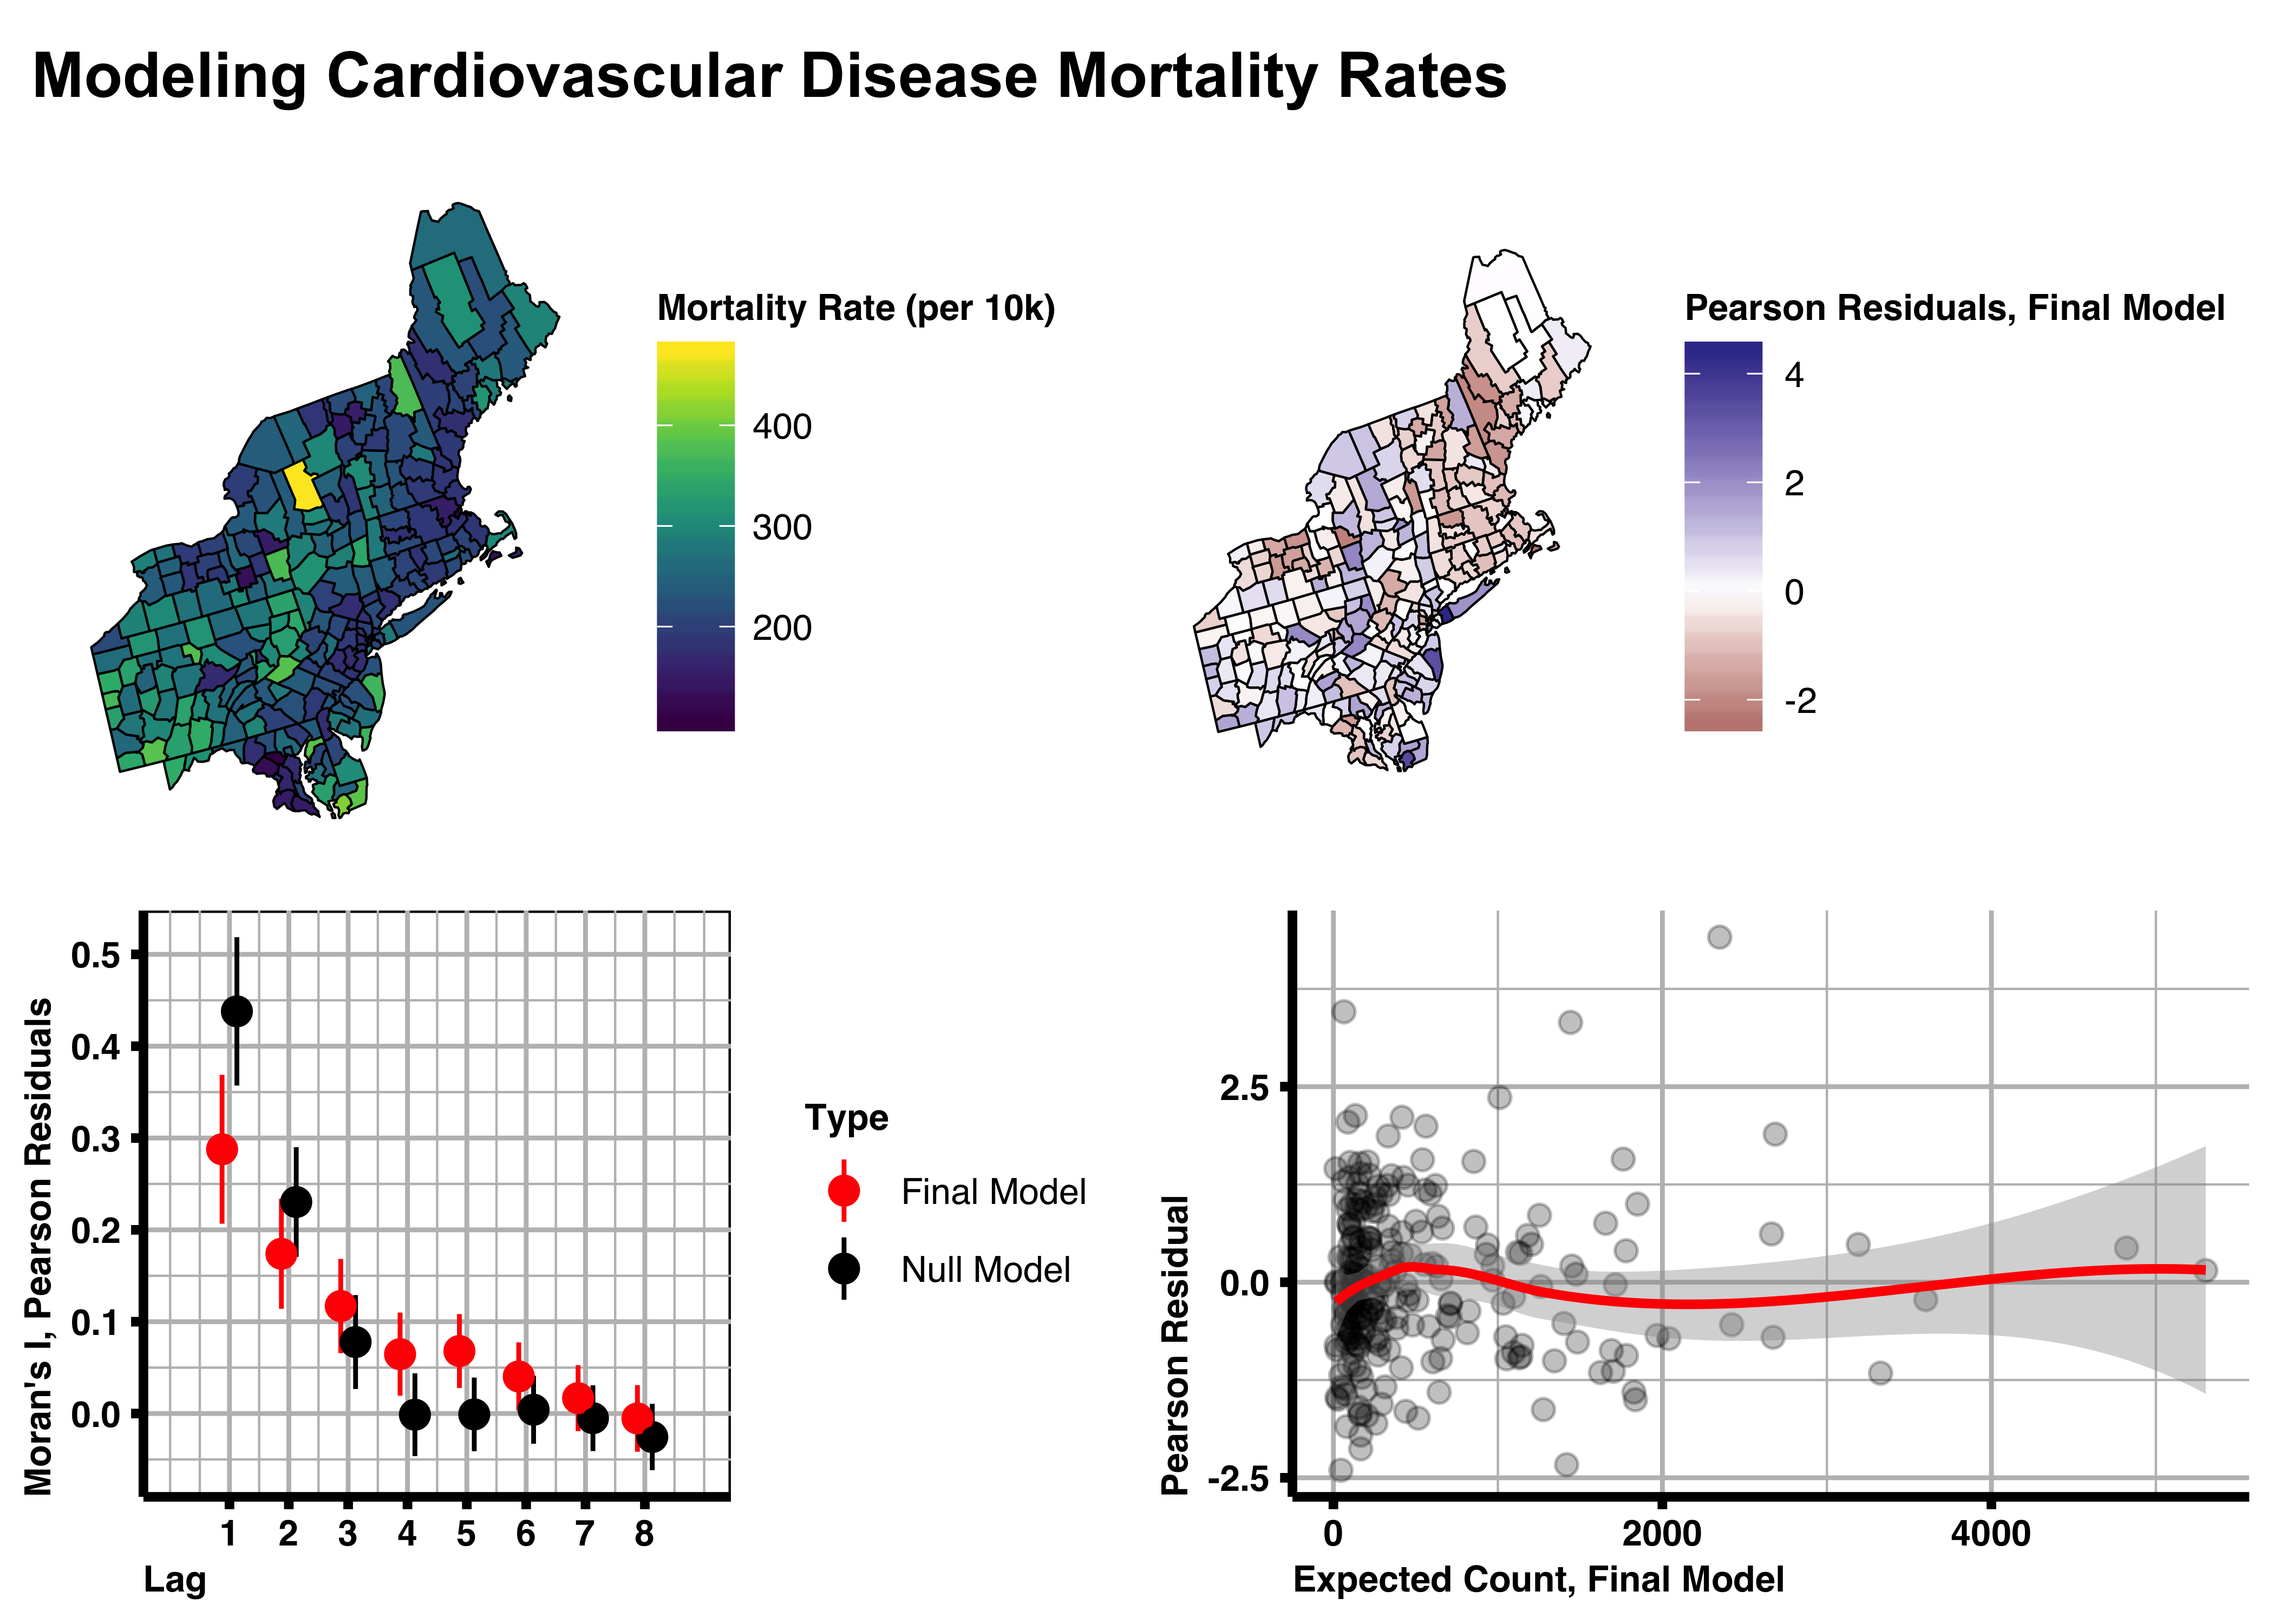 Modeling Cardiovascular Disease Mortality Rates
Mortality Rate (per 10k)
400
300
200
Pearson Residuals, Final Model
4
2
0
-2
Moran's I, Pearson Residuals
0.5
0.4
0.3
0.2
0.1
0.0
1 2 3 4 5 6 7 8
Lag
Type
Final Model
Null Model
Pearson Residual
2.5
0.0
-2.5
0 2000 4000
Expected Count, Final Model